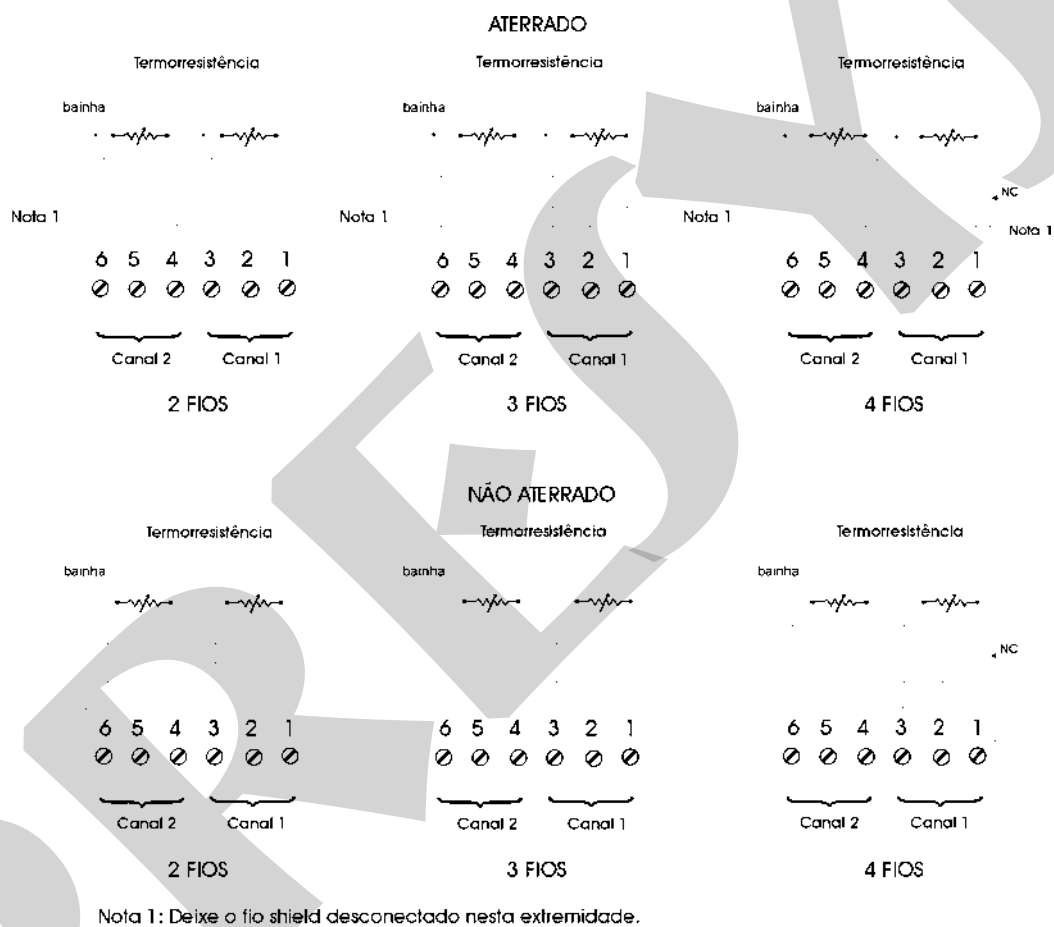 ATERRADO
Termorresistência Termorresistência Termorresistência
bainha bainha bainha
NC
Nota 1 Nota 1 Nota 1 Nota 1
6 5 4 3 2 1 6 5 4 3 2 1 6 5 4 3 2 1
Canal 2 Canal 1 Canal 2 Canal 1 Canal 2 Canal 1
2 FIOS 3 FIOS 4 FIOS
NÃO ATERRADO
Termorresistência Termorresistência Termorresistência
bainha bainha bainha
NC
6 5 4 3 2 1 6 5 4 3 2 1 6 5 4 3 2 1
Canal 2 Canal 1 Canal 2 Canal 1 Canal 2 Canal 1
2 FIOS 3 FIOS 4 FIOS
Nota 1: Deixe o fio shield desconectado nesta extremidade.